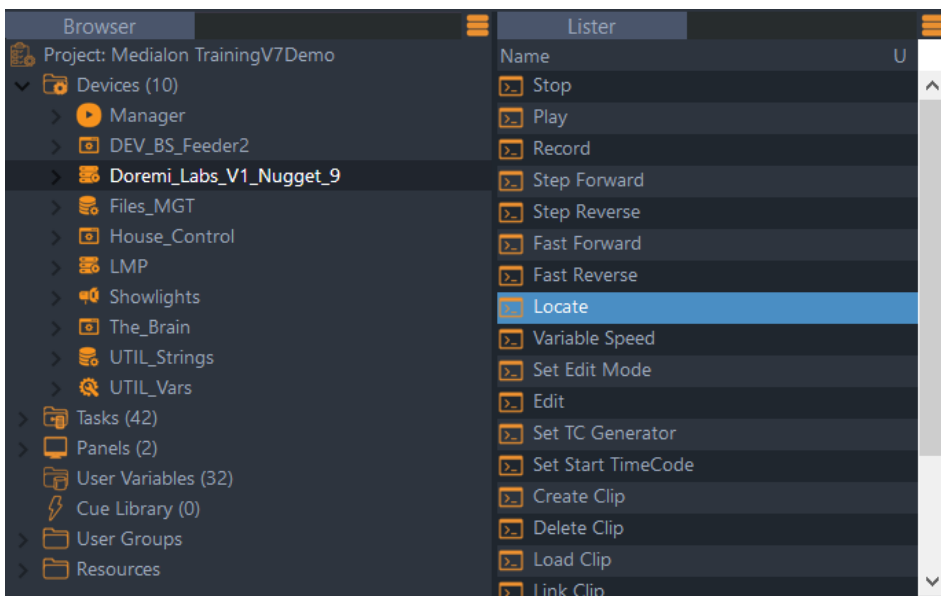 Browser
Project: Medialon TrainingV7Demo
Devices (10)
Manager
DEV_BS_Feeder2
Doremi_Labs_V1_Nugget_9
Files_MGT
House_Control
LMP
Showlights
The_Brain
UTIL_Strings
UTIL_Vars
Tasks (42)
Panels (2)
User Variables (32)
Cue Library (0)
User Groups
Resources
Lister
Name U
Stop
Play
Record
Step Forward
Step Reverse
Fast Forward
Fast Reverse
Locate
Variable Speed
Set Edit Mode
Edit
Set TC Generator
Set Start TimeCode
Create Clip
Delete Clip
Load Clip
Link Clip